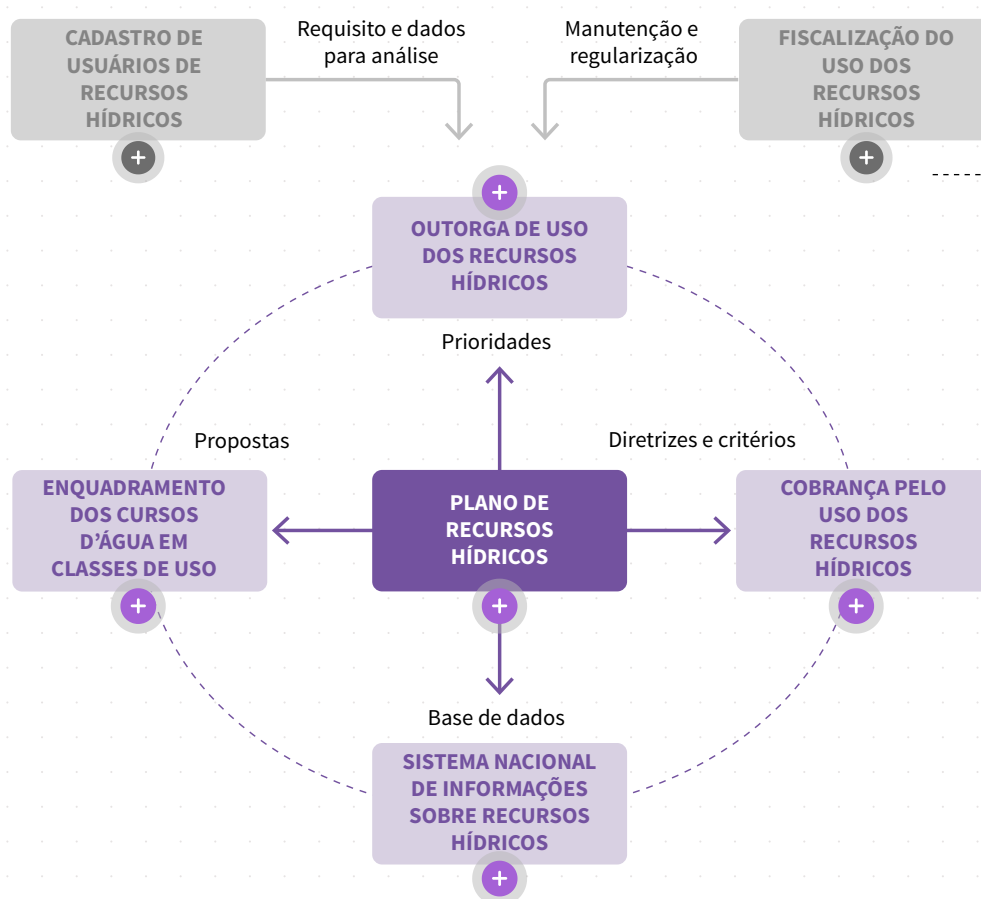 CADASTRO DE
USUÁRIOS DE
RECURSOS
HÍDRICOS
Requisito e dados
para análise
Manutenção e
regularização
FISCALIZAÇÃO DO
USO DOS
RECURSOS
HÍDRICOS
OUTORGA DE USO
DOS RECURSOS
HÍDRICOS
Prioridades
Propostas
Diretrizes e critérios
ENQUADRAMENTO
DOS CURSOS
D’ÁGUA EM
CLASSES DE USO
PLANO DE
RECURSOS
HÍDRICOS
COBRANÇA PELO
USO DOS
RECURSOS
HÍDRICOS
Base de dados
SISTEMA NACIONAL
DE INFORMAÇÕES
SOBRE RECURSOS
HÍDRICOS